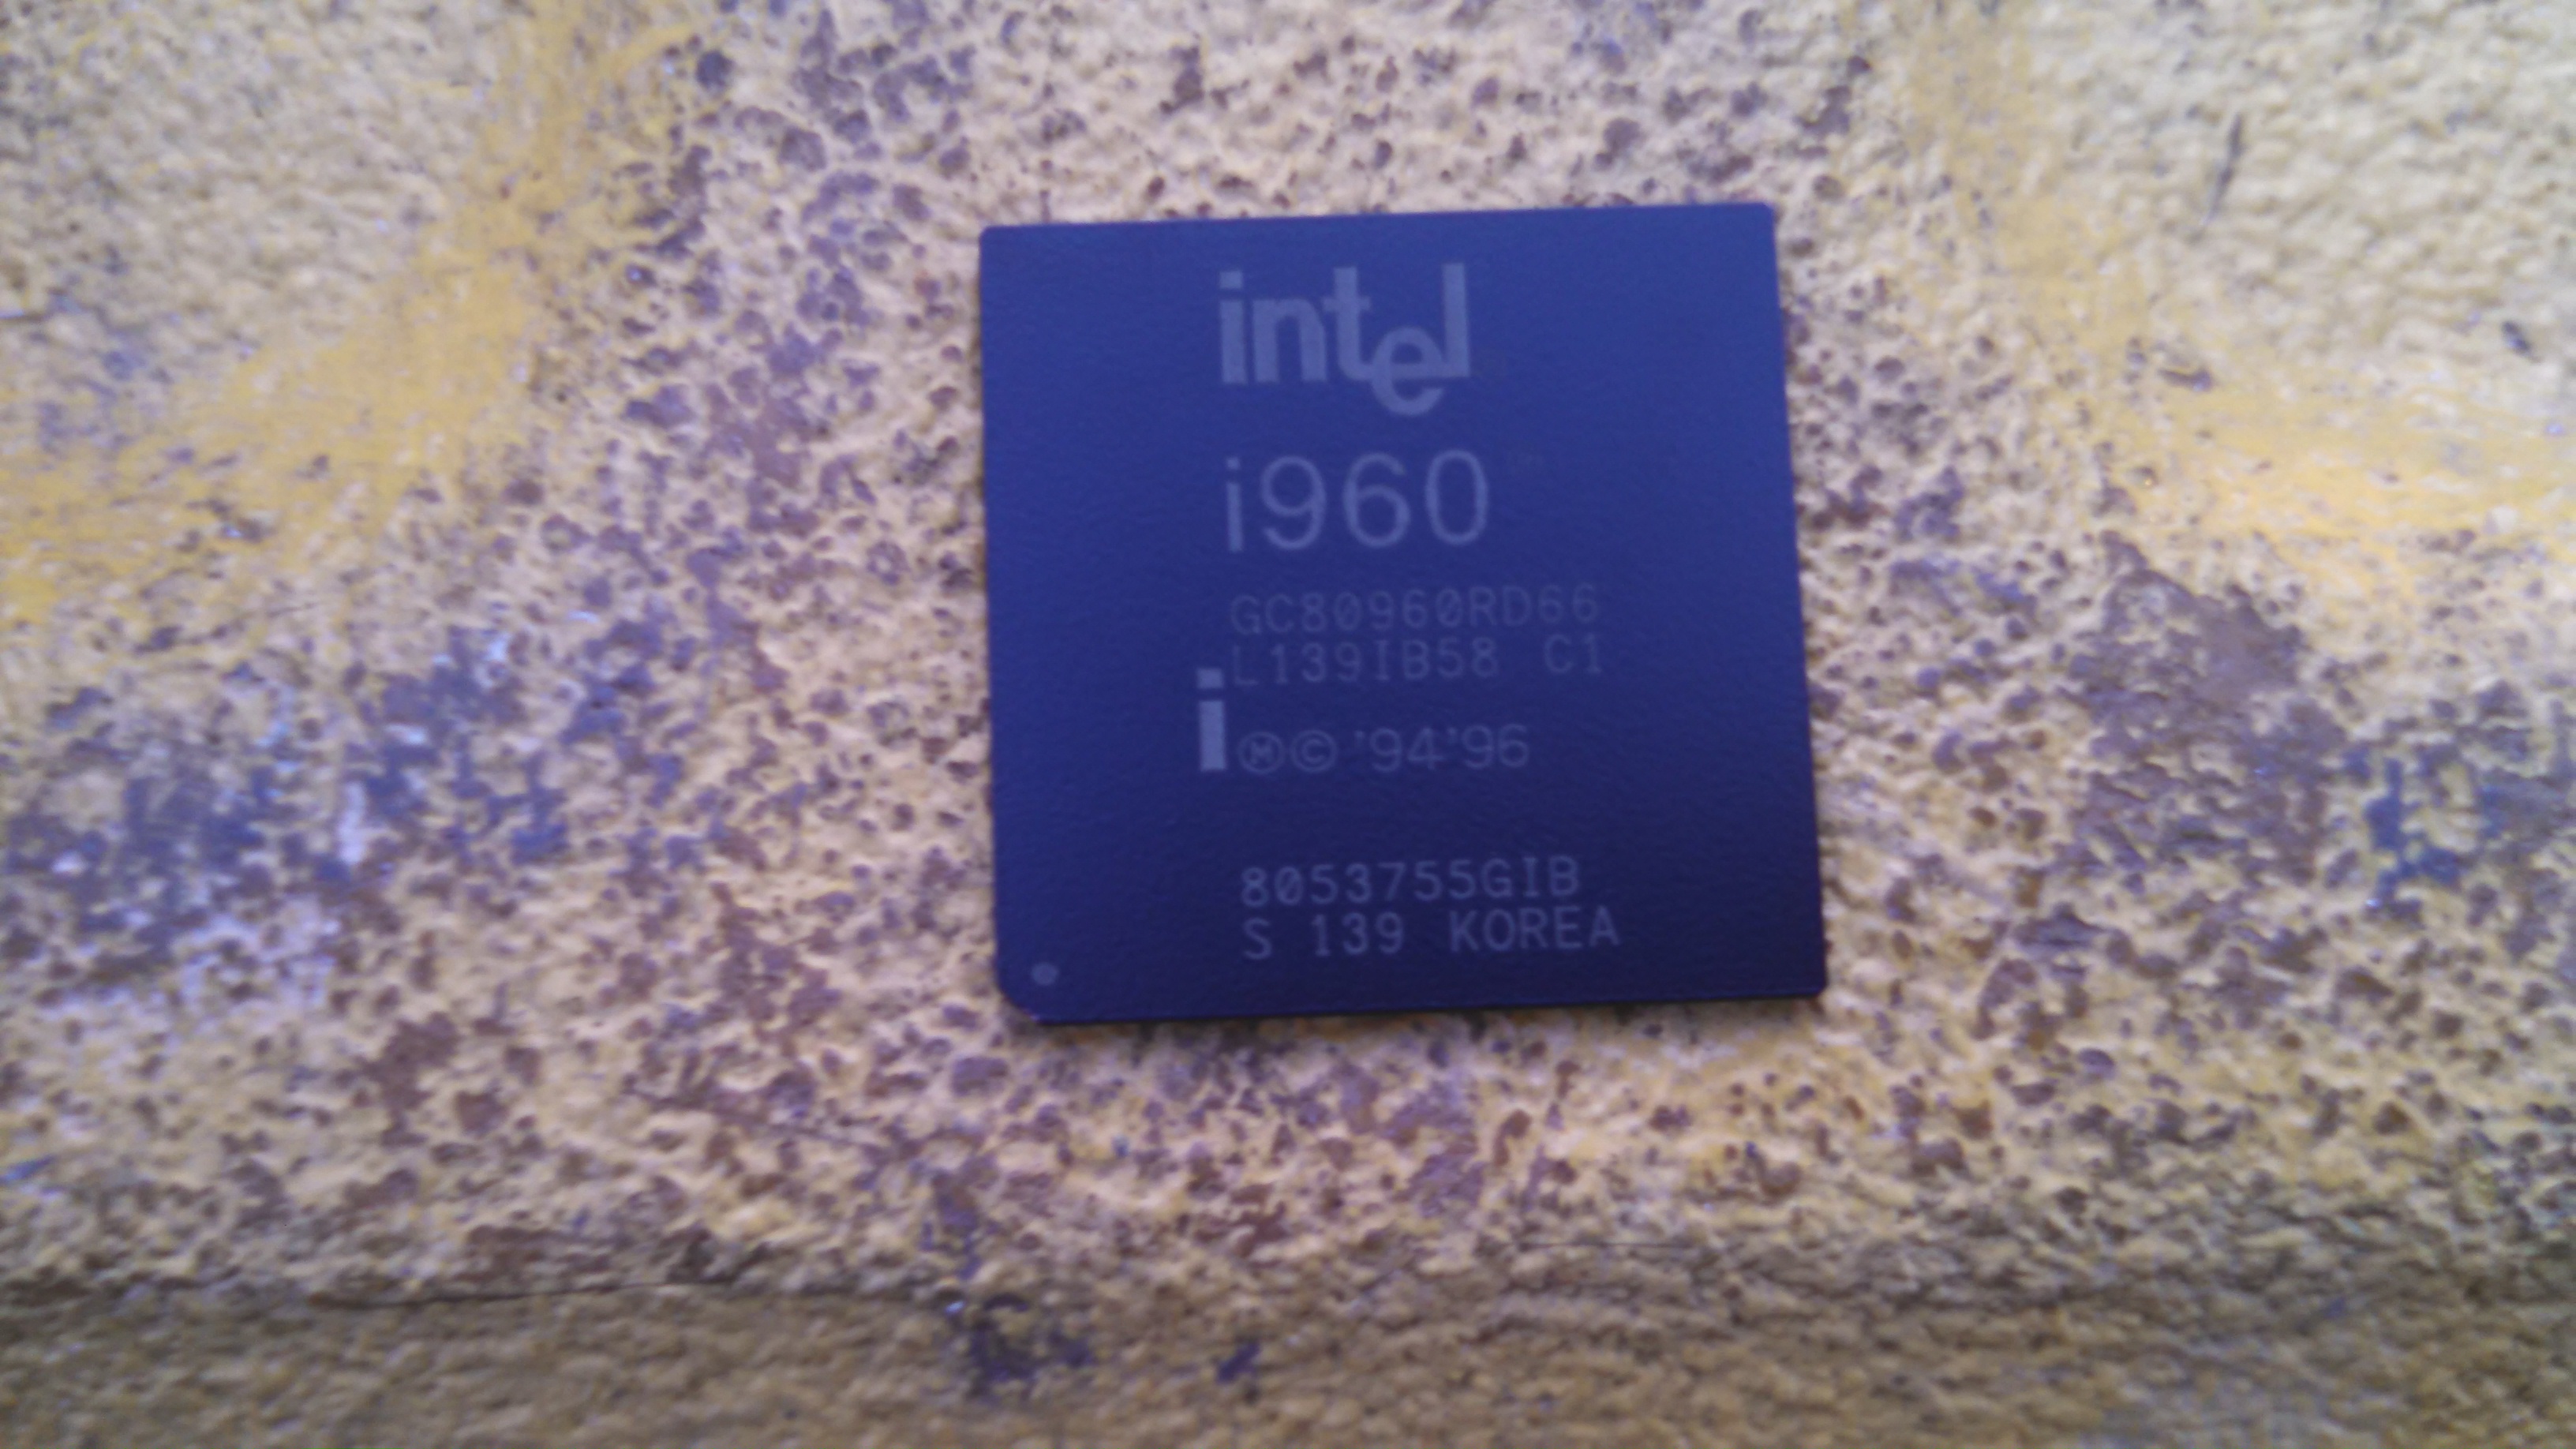 intel
i960
GC80960RD66
L139IB58 C1
i Ⓜ © '94'96
8053755GIB
S 139 KOREA